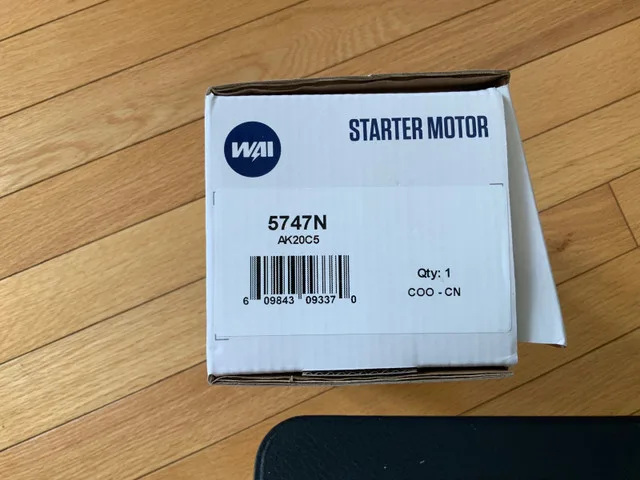 WAI
STARTER MOTOR
5747N
AK20C5
6 09843 09337 0
Qty: 1
COO - CN